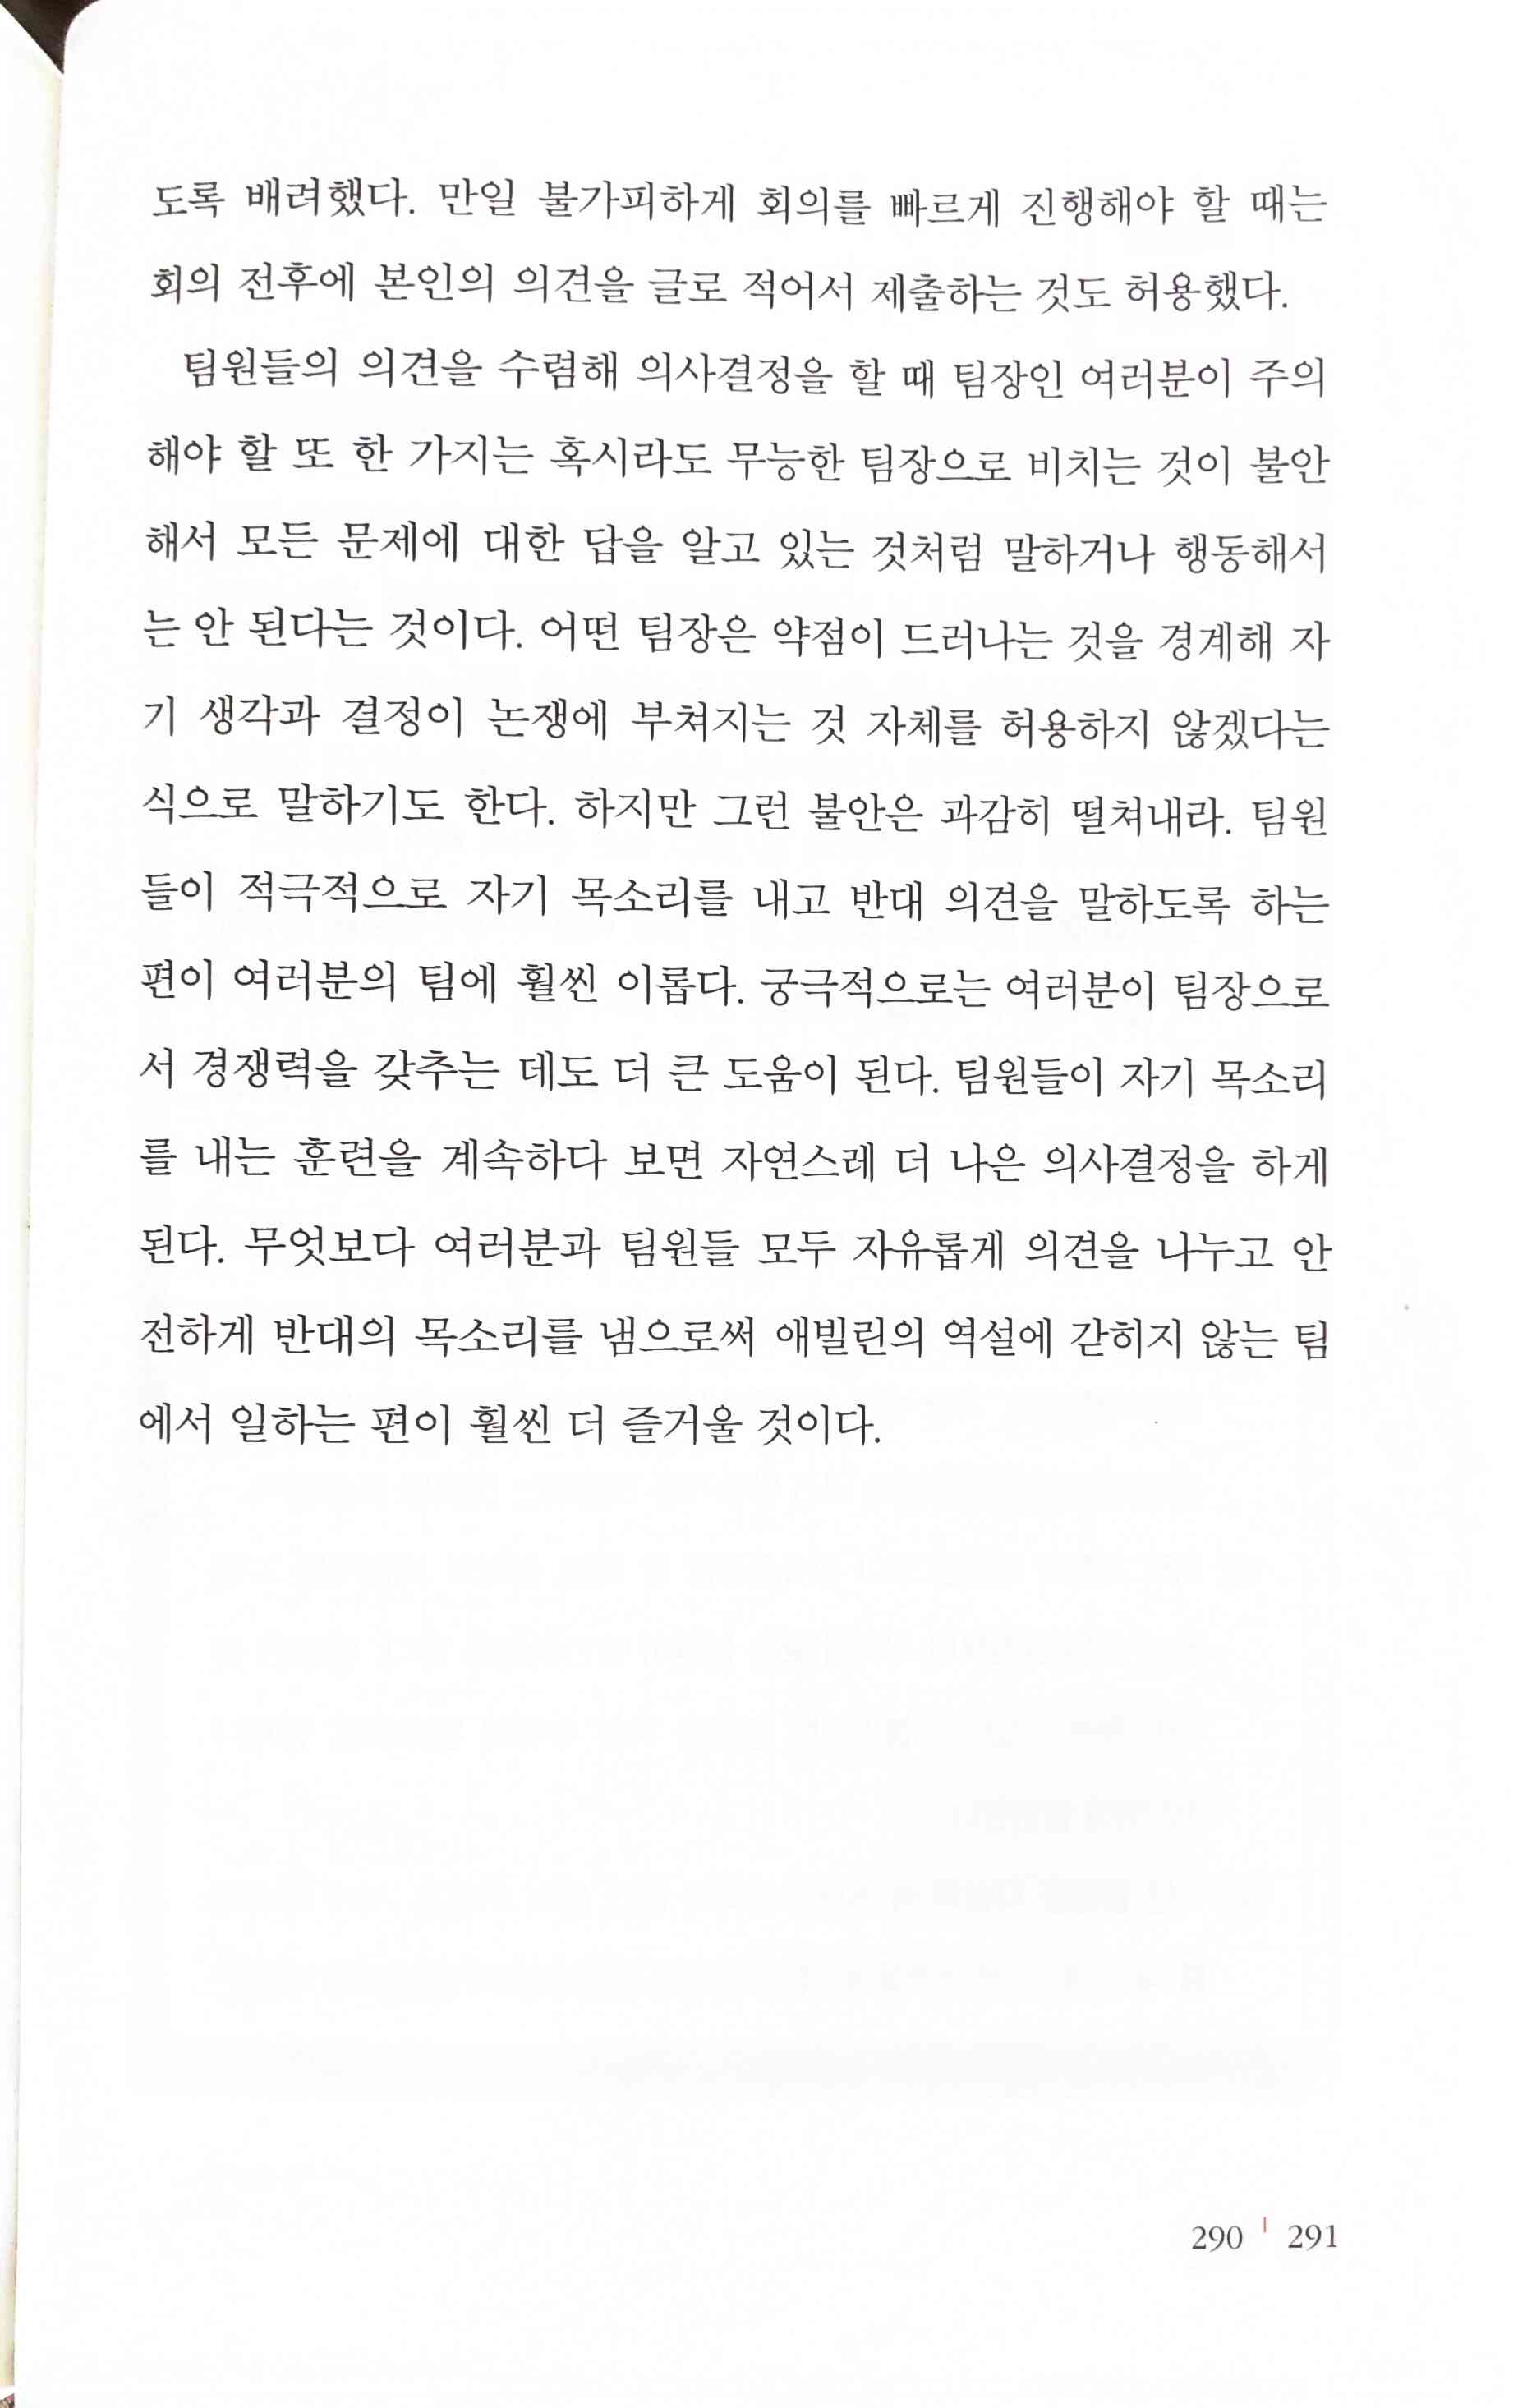 도록 배려했다. 만일 불가피하게 회의를 빠르게 진행해야 할 때는
회의 전후에 본인의 의견을 글로 적어서 제출하는 것도 허용했다.
팀원들의 의견을 수렴해 의사결정을 할 때 팀장인 여러분이 주의
해야 할 또 한 가지는 혹시라도 무능한 팀장으로 비치는 것이 불안
해서 모든 문제에 대한 답을 알고 있는 것처럼 말하거나 행동해서
는 안 된다는 것이다. 어떤 팀장은 약점이 드러나는 것을 경계해 자
기 생각과 결정이 논쟁에 부쳐지는 것 자체를 허용하지 않겠다는
식으로 말하기도 한다. 하지만 그런 불안은 과감히 떨쳐내라. 팀원
들이 적극적으로 자기 목소리를 내고 반대 의견을 말하도록 하는
편이 여러분의 팀에 훨씬 이롭다. 궁극적으로는 여러분이 팀장으로
서 경쟁력을 갖추는 데도 더 큰 도움이 된다. 팀원들이 자기 목소리
를 내는 훈련을 계속하다 보면 자연스레 더 나은 의사결정을 하게
된다. 무엇보다 여러분과 팀원들 모두 자유롭게 의견을 나누고 안
전하게 반대의 목소리를 냄으로써 애빌린의 역설에 갇히지 않는 팀
에서 일하는 편이 훨씬 더 즐거울 것이다.
290 | 291